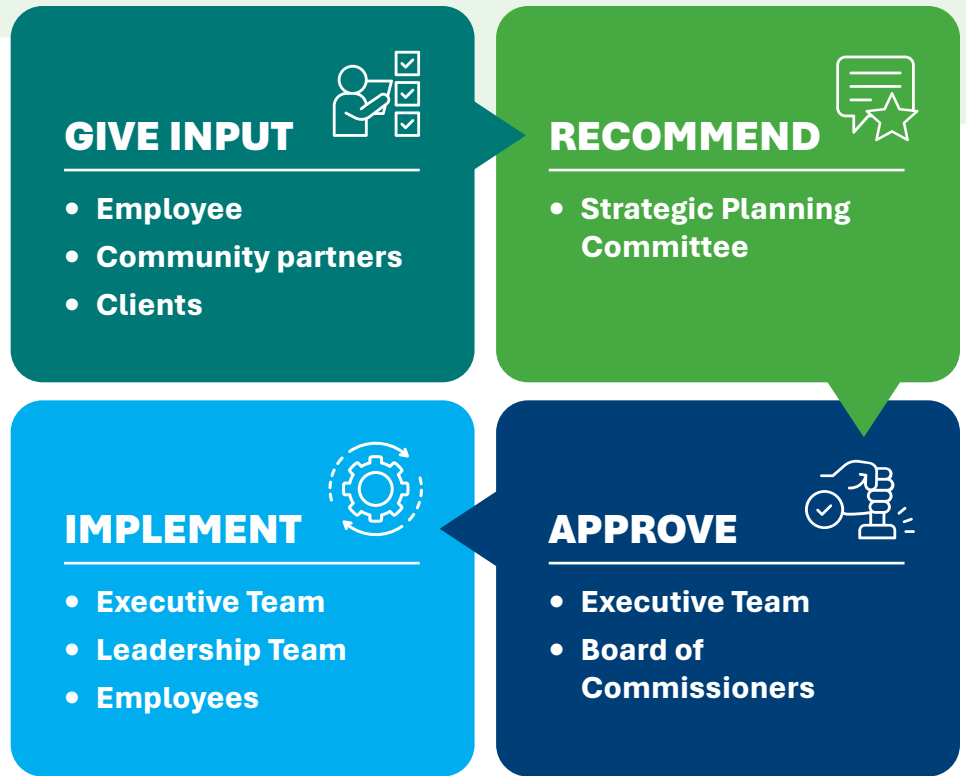 GIVE INPUT
• Employee
• Community partners
• Clients
RECOMMEND
• Strategic Planning
Committee
APPROVE
• Executive Team
• Board of
Commissioners
IMPLEMENT
• Executive Team
• Leadership Team
• Employees